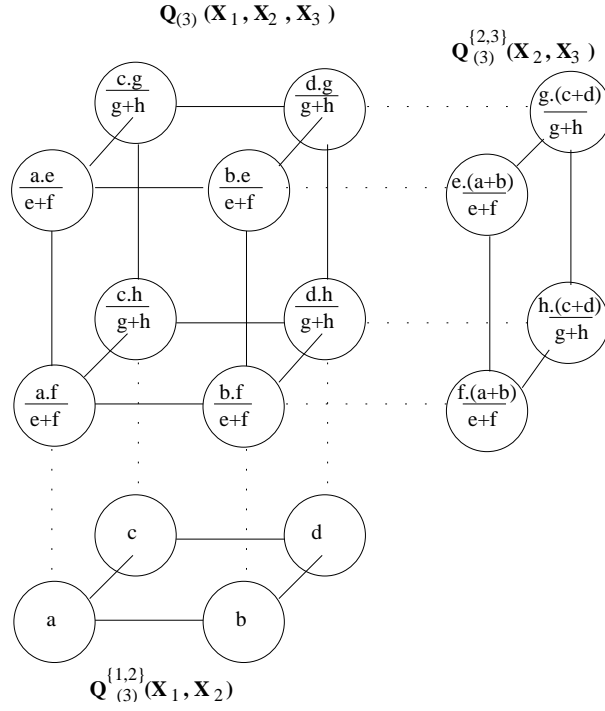 Q(3)(X1, X2, X3)
Q(3){2,3}(X2, X3)
c.g
g+h
d.g
g+h
g.(c+d)
g+h
a.e
e+f
b.e
e+f
e.(a+b)
e+f
c.h
g+h
d.h
g+h
h.(c+d)
g+h
a.f
e+f
b.f
e+f
f.(a+b)
e+f
c
d
a
b
Q(3){1,2}(X1, X2)